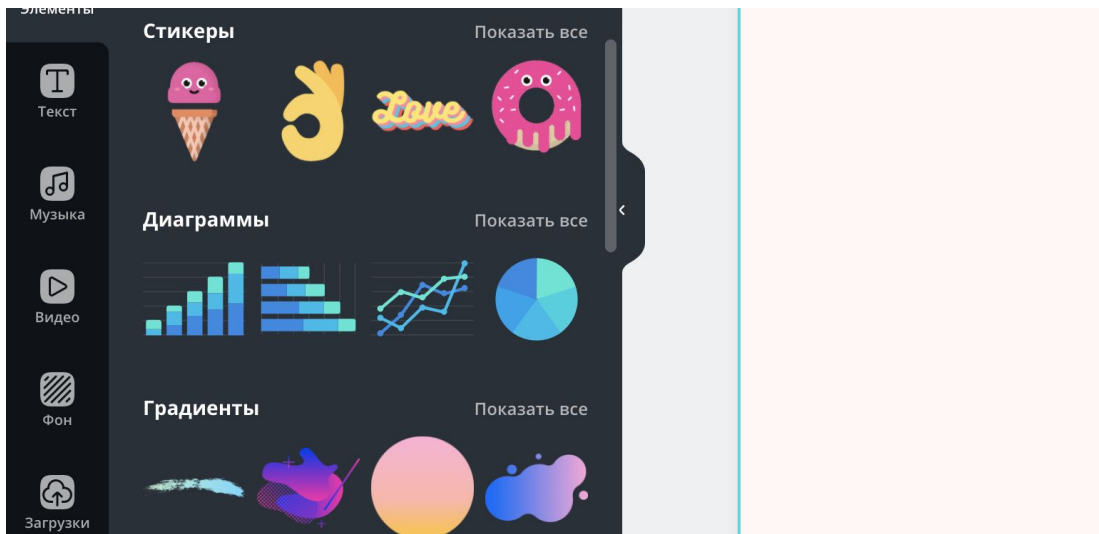 Элементы
Текст
Музыка
Видео
Фон
Загрузки
Стикеры Показать все
Love
Диаграммы Показать все
Градиенты Показать все